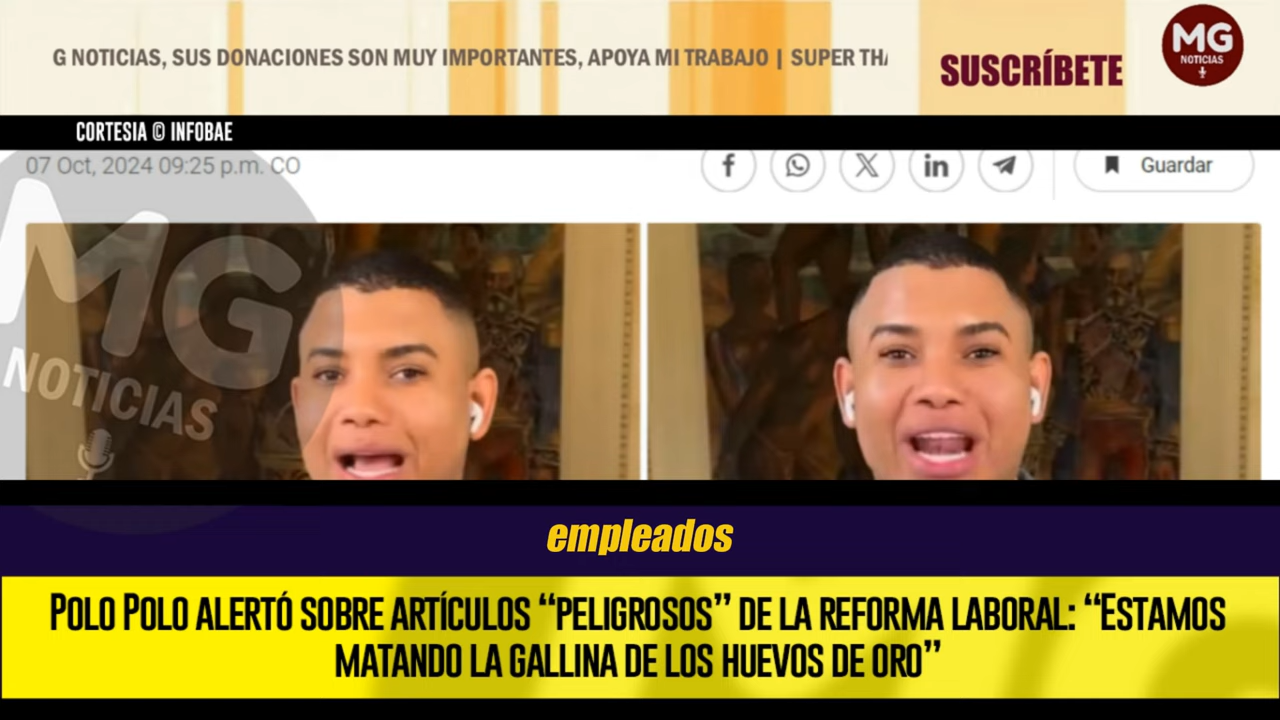 G NOTICIAS, SUS DONACIONES SON MUY IMPORTANTES, APOYA MI TRABAJO | SUPER THA
SUSCRÍBETE
MG
NOTICIAS
CORTESIA © INFOBAE
07 Oct, 2024 09:25 p.m. CO
Guardar
MG
NOTICIAS
empleados
POLO POLO ALERTÓ SOBRE ARTÍCULOS “PELIGROSOS” DE LA REFORMA LABORAL: “ESTAMOS
MATANDO LA GALLINA DE LOS HUEVOS DE ORO”